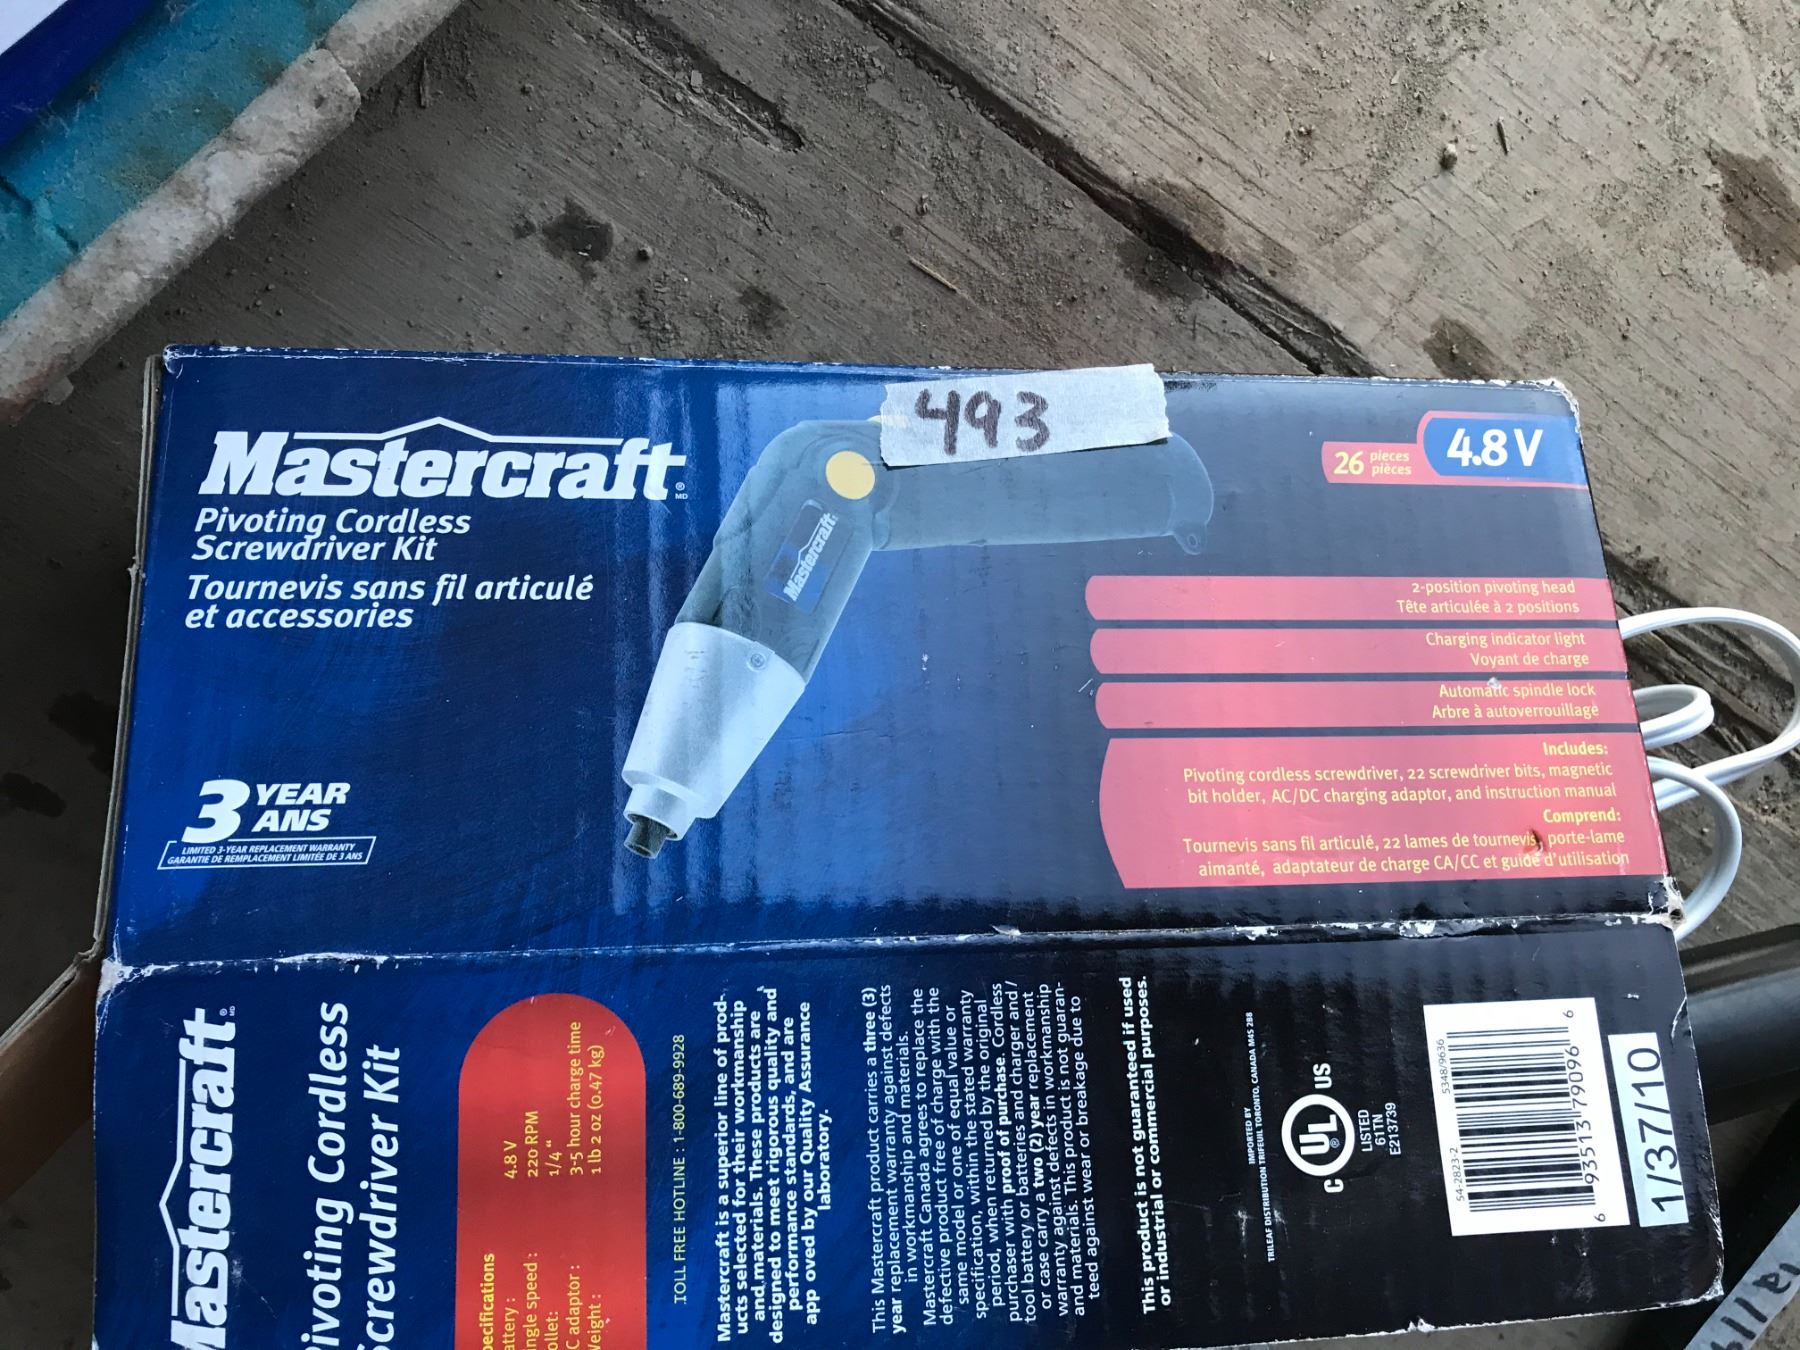 493
Mastercraft
® MD
Pivoting Cordless
Screwdriver Kit
Tournevis sans fil articulé
et accessories
Mastercraft
26 pieces
pièces
4.8 V
2-position pivoting head
Tête articulée à 2 positions
Charging indicator light
Voyant de charge
Automatic spindle lock
Arbre à autoverrouillage
Includes:
Pivoting cordless screwdriver, 22 screwdriver bits, magnetic
bit holder, AC/DC charging adaptor, and instruction manual
Comprend:
Tournevis sans fil articulé, 22 lames de tournevis, porte-lame
aimanté, adaptateur de charge CA/CC et guide d'utilisation
3 YEAR
ANS
LIMITED 3-YEAR REPLACEMENT WARRANTY
GARANTIE DE REMPLACEMENT LIMITÉE DE 3 ANS
Mastercraft
® MD
Pivoting Cordless
Screwdriver Kit
pecifications
attery : 4.8 V
ingle speed : 220 RPM
ollet: 1/4 "
C adaptor : 3-5 hour charge time
Weight : 1 lb 2 oz (0.47 kg)
TOLL FREE HOTLINE : 1-800-689-9928
Mastercraft is a superior line of prod-
ucts selected for their workmanship
and materials. These products are
designed to meet rigorous quality and
performance standards, and are
app oved by our Quality Assurance
laboratory.
This Mastercraft product carries a three (3)
year replacement warranty against defects
in workmanship and materials.
Mastercraft Canada agrees to replace the
defective product free of charge with the
same model or one of equal value or
specification, within the stated warranty
period, when returned by the original
purchaser with proof of purchase. Cordless
tool battery or batteries and charger and /
or case carry a two (2) year replacement
warranty against defects in workmanship
and materials. This product is not guaran-
teed against wear or breakage due to
This product is not guaranteed if used
or industrial or commercial purposes.
IMPORTED BY
TRILEAF DISTRIBUTION TRIFEUIL TORONTO, CANADA M4S 2B8
C UL ® US
LISTED
61TN
E213739
54-2823-2 5348/9636
6 93513 79096 6
1/37/10